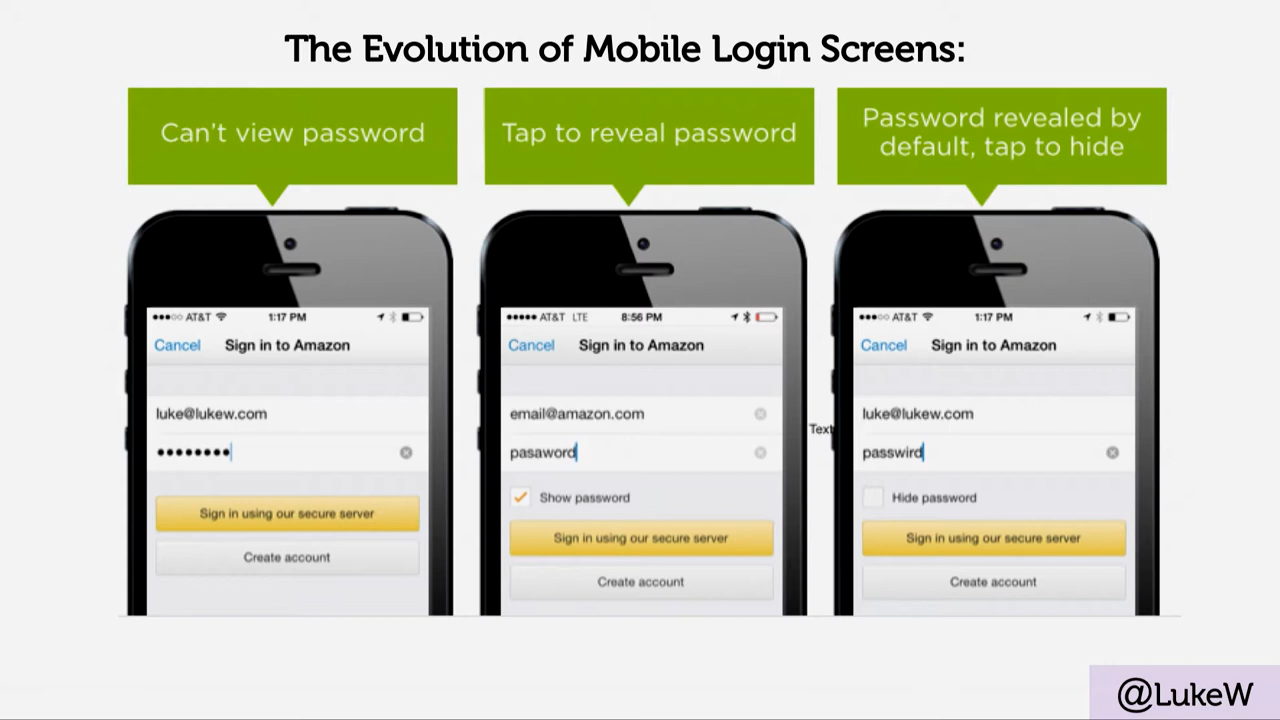 The Evolution of Mobile Login Screens:
Can't view password
Tap to reveal password
Password revealed by
default, tap to hide
AT&T 1:17 PM
Cancel Sign in to Amazon
luke@lukew.com
••••••••
Sign in using our secure server
Create account
AT&T LTE 8:56 PM
Cancel Sign in to Amazon
email@amazon.com
pasaword
Show password
Sign in using our secure server
Create account
Text
AT&T 1:17 PM
Cancel Sign in to Amazon
luke@lukew.com
passwird
Hide password
Sign in using our secure server
Create account
@LukeW